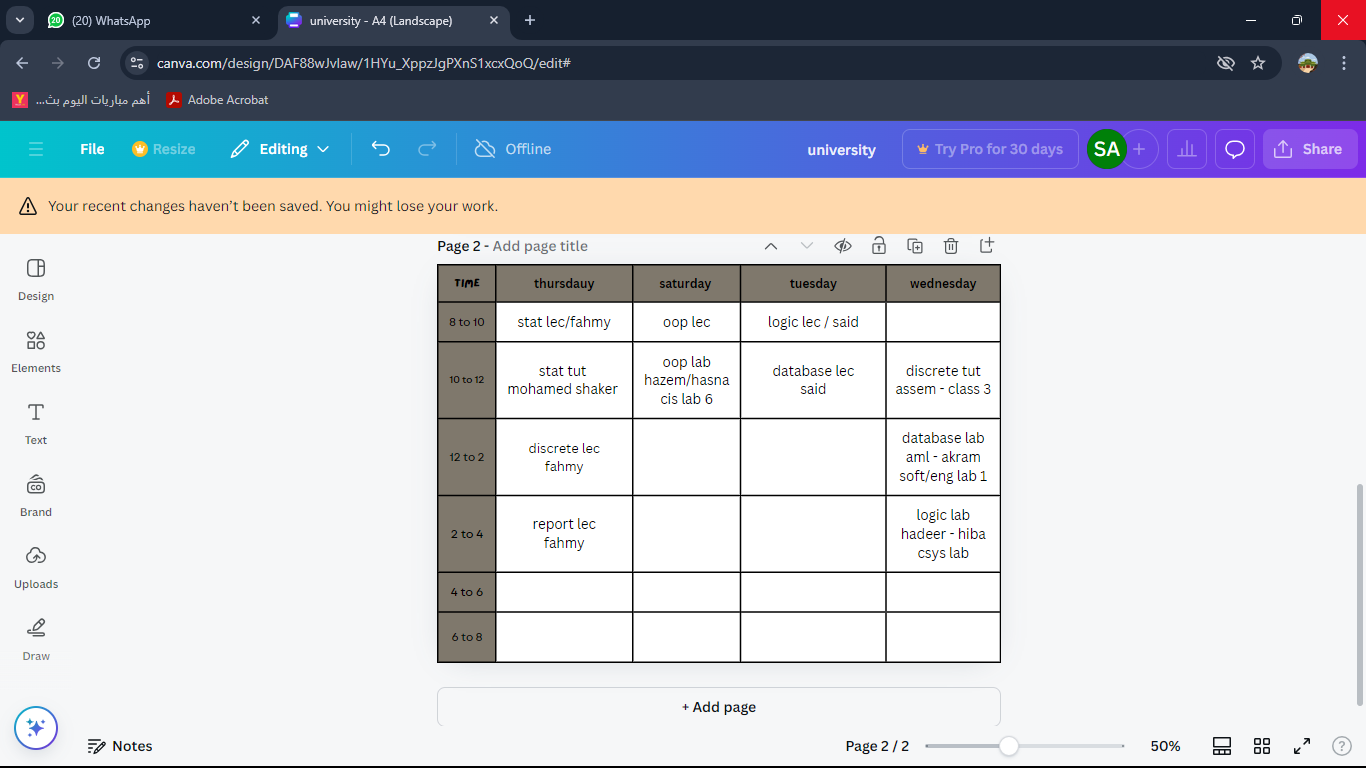 20
(20) WhatsApp
university - A4 (Landscape)
canva.com/design/DAF88wJvlaw/1HYu_XppzJgPXnS1xcxQoQ/edit#
أهم مباريات اليوم بث...
Adobe Acrobat
File
Resize
Editing
Offline
university
Try Pro for 30 days
SA
Share
Your recent changes haven't been saved. You might lose your work.
Design
Elements
Text
Brand
Uploads
Draw
Page 2 - Add page title
TIME thursdauy saturday tuesday wednesday
8 to 10 stat lec/fahmy oop lec logic lec / said
10 to 12
stat tut
mohamed shaker
oop lab
hazem/hasna
cis lab 6
database lec
said
discrete tut
assem - class 3
12 to 2
discrete lec
fahmy
database lab
aml - akram
soft/eng lab 1
2 to 4
report lec
fahmy
logic lab
hadeer - hiba
csys lab
4 to 6
6 to 8
+ Add page
Notes
Page 2 / 2
50%